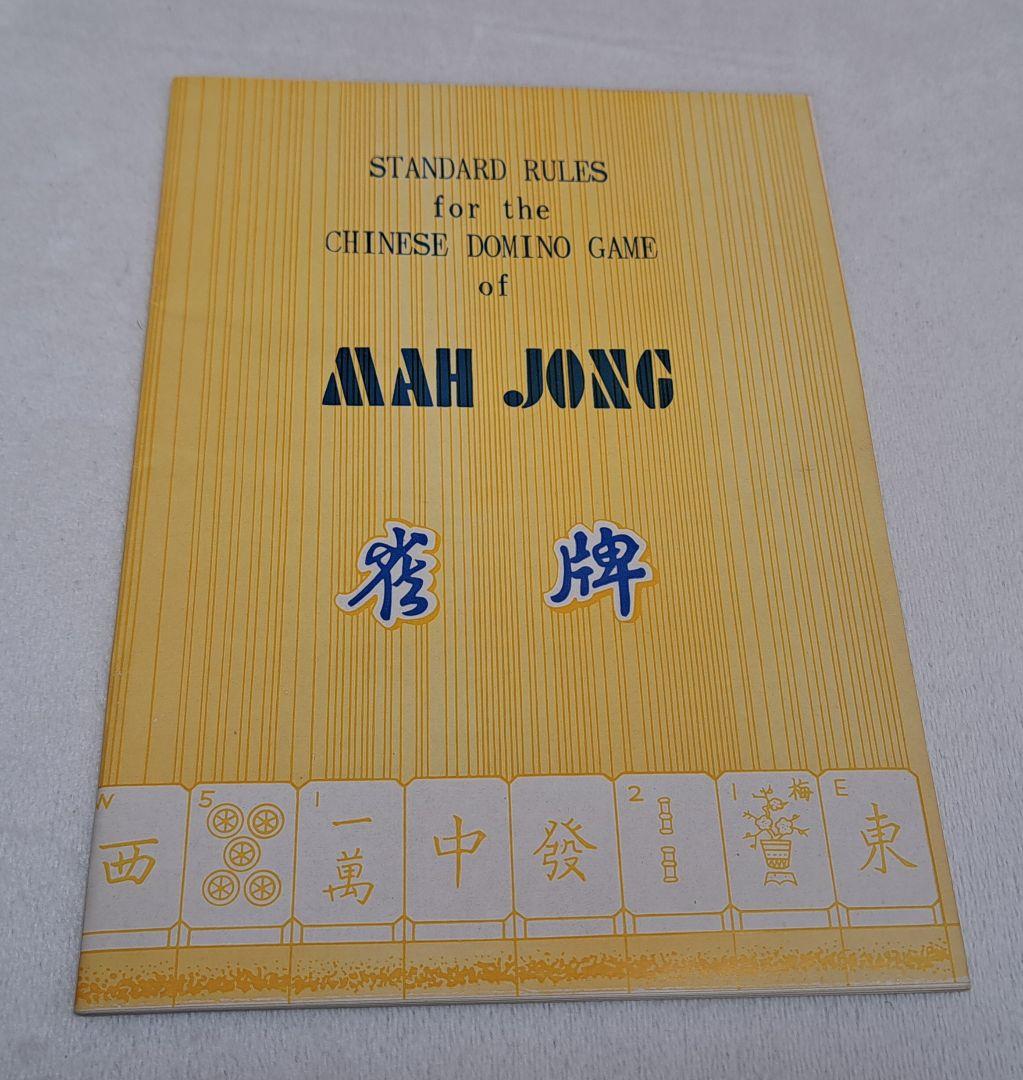 STANDARD RULES
for the
CHINESE DOMINO GAME
of
MAH JONG
雀牌
西
5
1
一
萬
中
發
2
1 梅
E
東